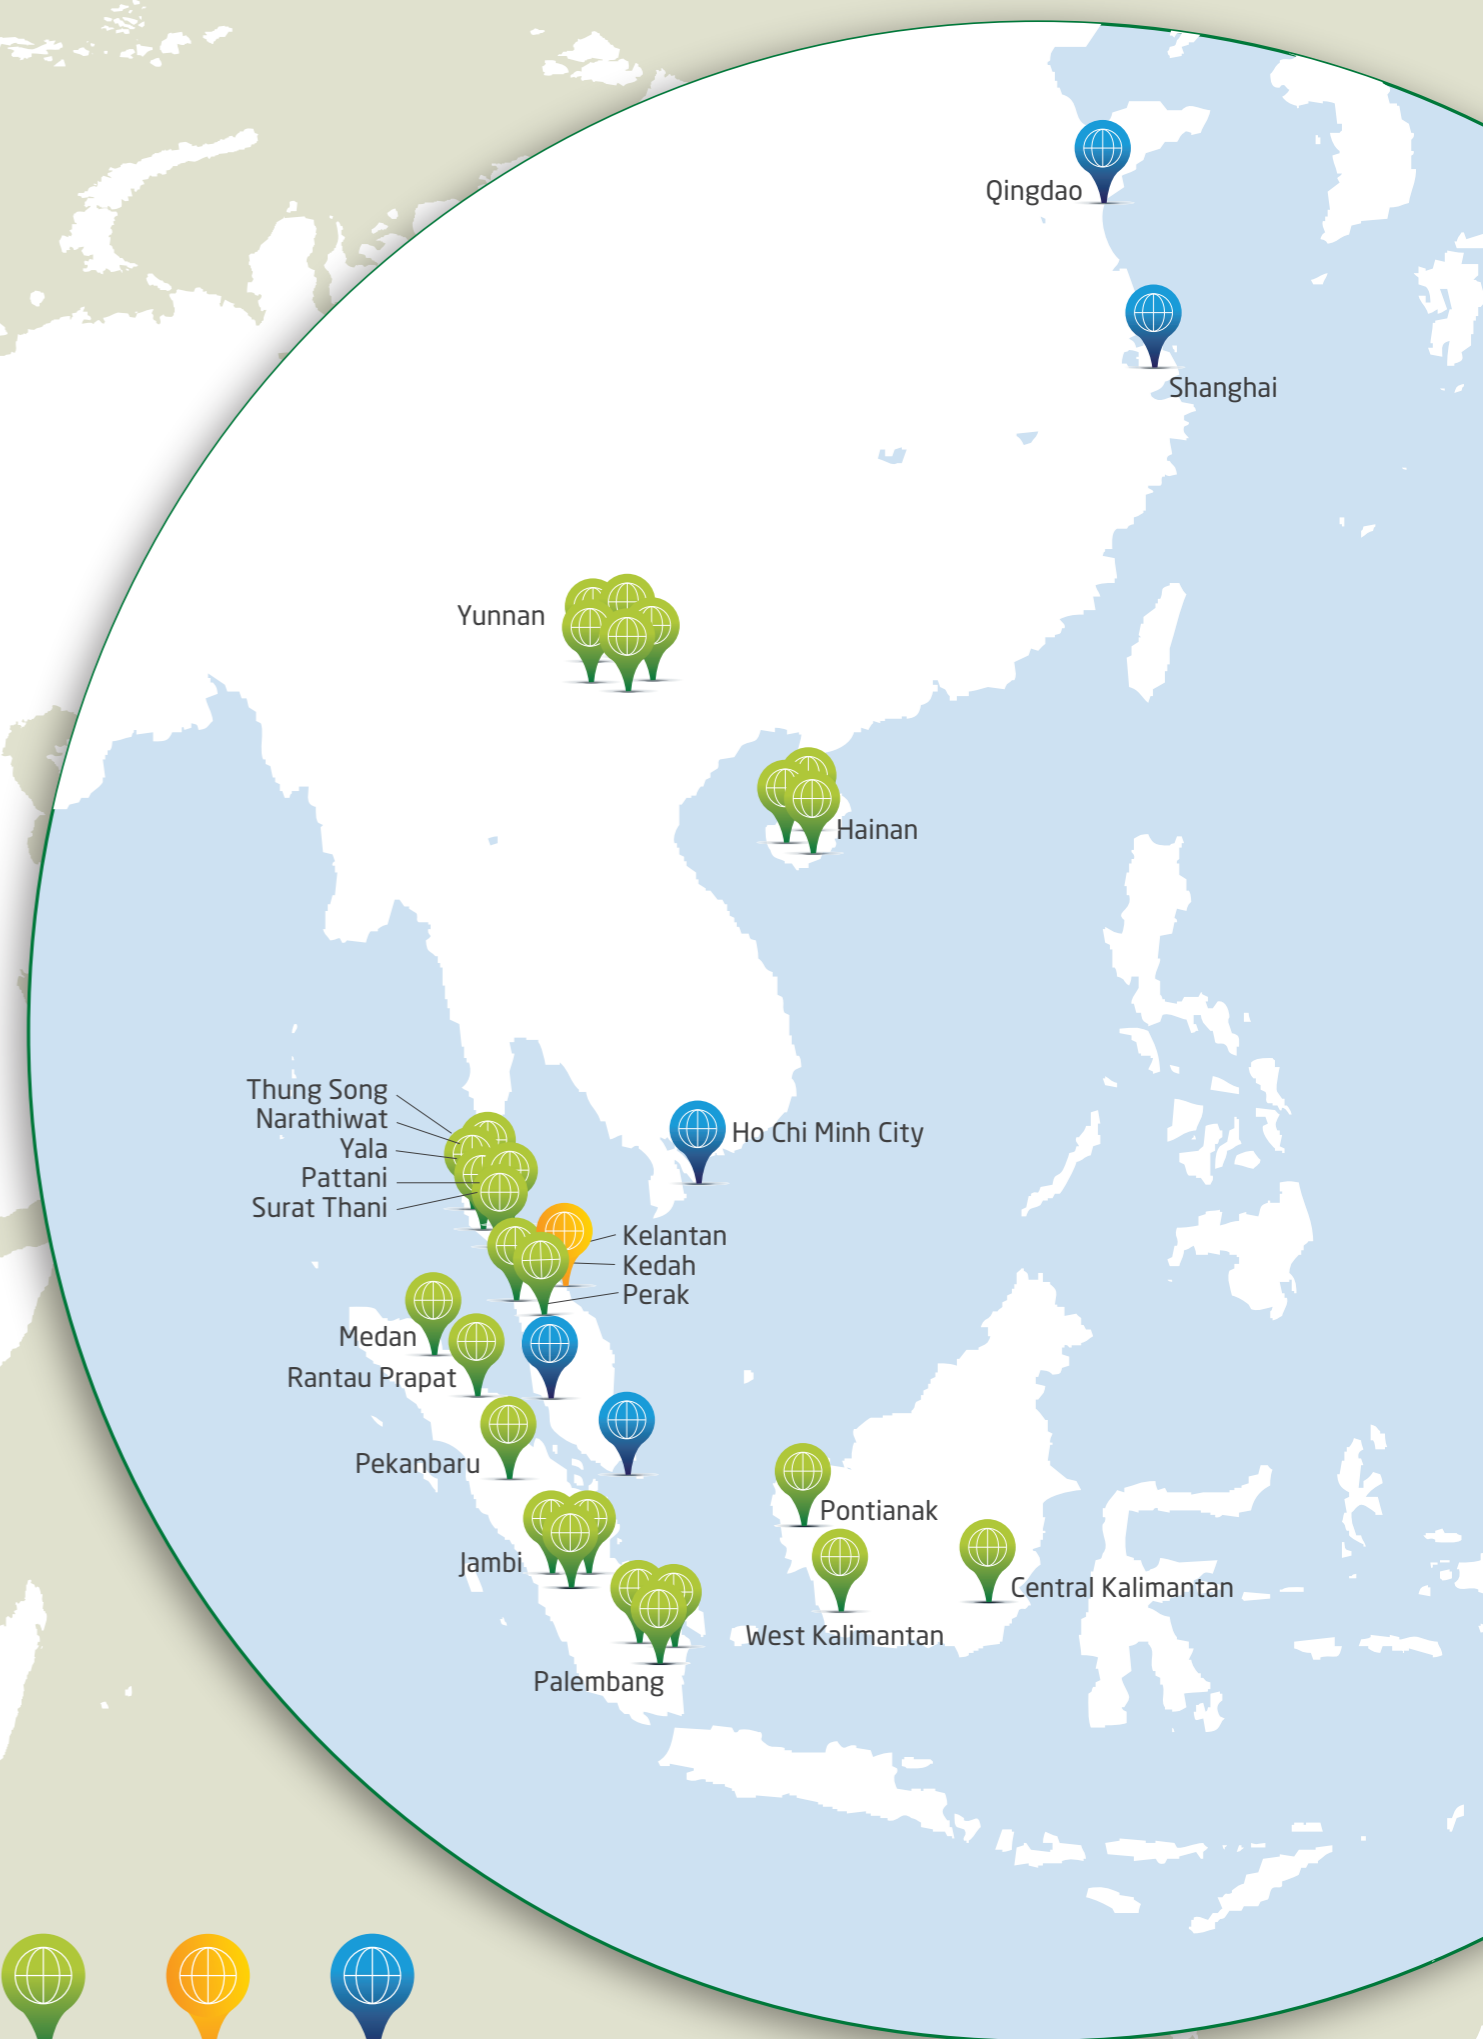 Qingdao
Shanghai
Yunnan
Hainan
Thung Song
Narathiwat
Yala
Pattani
Surat Thani
Ho Chi Minh City
Kelantan
Kedah
Perak
Medan
Rantau Prapat
Pekanbaru
Pontianak
Jambi
Central Kalimantan
West Kalimantan
Palembang